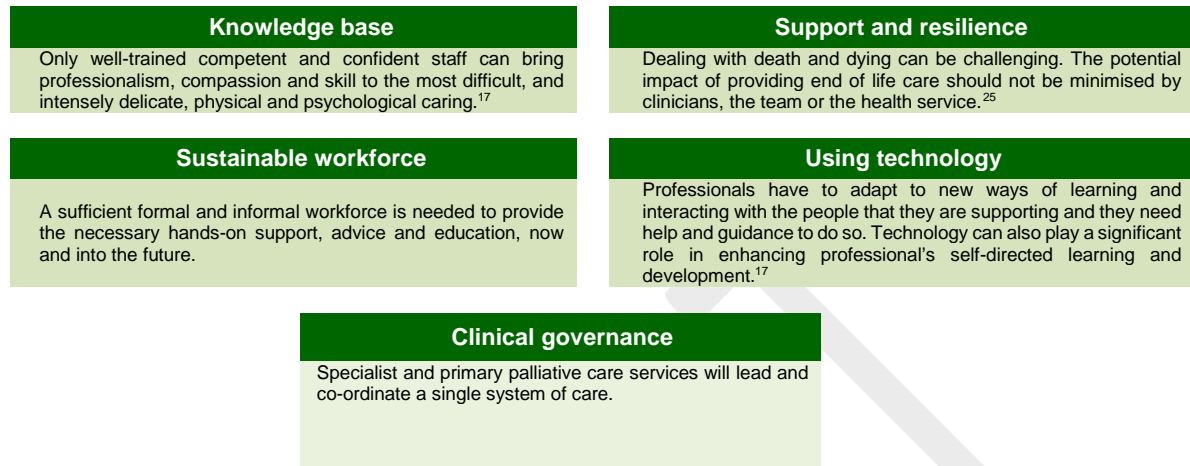 Knowledge base
Only well-trained competent and confident staff can bring
professionalism, compassion and skill to the most difficult, and
intensely delicate, physical and psychological caring.17
Support and resilience
Dealing with death and dying can be challenging. The potential
impact of providing end of life care should not be minimised by
clinicians, the team or the health service.25
Sustainable workforce
A sufficient formal and informal workforce is needed to provide
the necessary hands-on support, advice and education, now
and into the future.
Using technology
Professionals have to adapt to new ways of learning and
interacting with the people that they are supporting and they need
help and guidance to do so. Technology can also play a significant
role in enhancing professional's self-directed learning and
development.17
Clinical governance
Specialist and primary palliative care services will lead and
co-ordinate a single system of care.